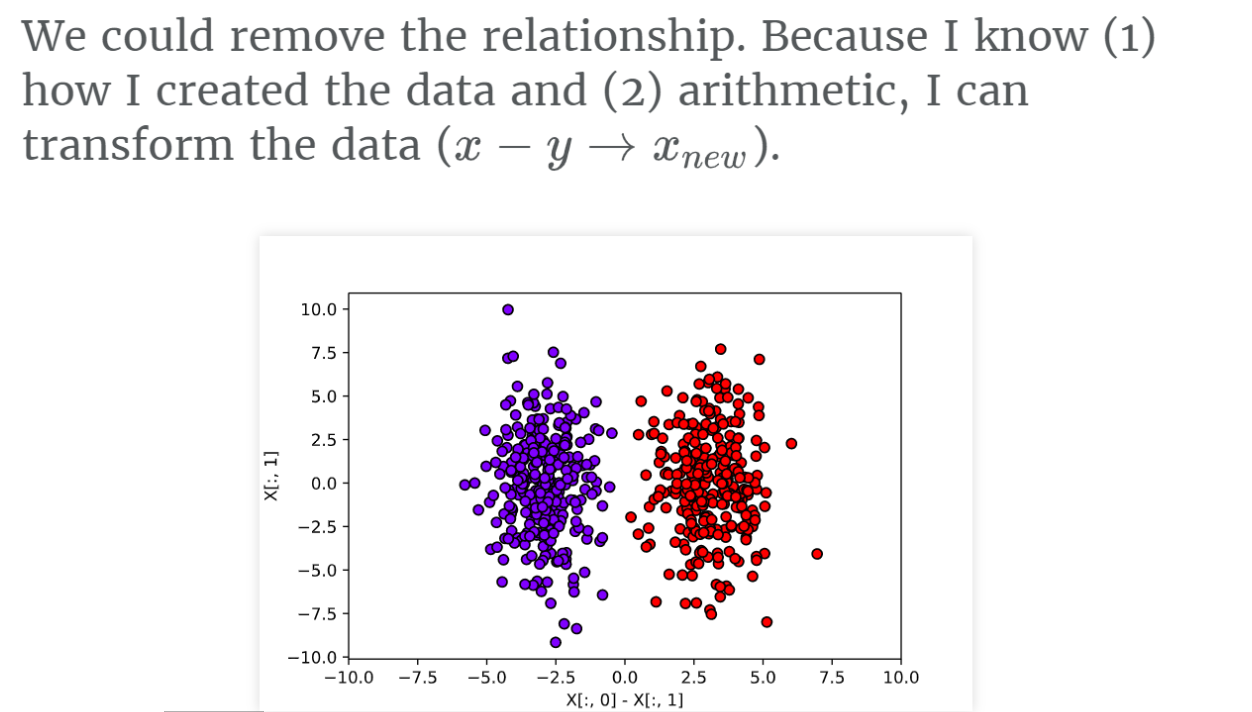 We could remove the relationship. Because I know (1)
how I created the data and (2) arithmetic, I can
transform the data (x − y → x_new).
10.0
7.5
5.0
2.5
0.0
−2.5
−5.0
−7.5
−10.0
X[:, 1]
−10.0 −7.5 −5.0 −2.5 0.0 2.5 5.0 7.5 10.0
X[:, 0] - X[:, 1]